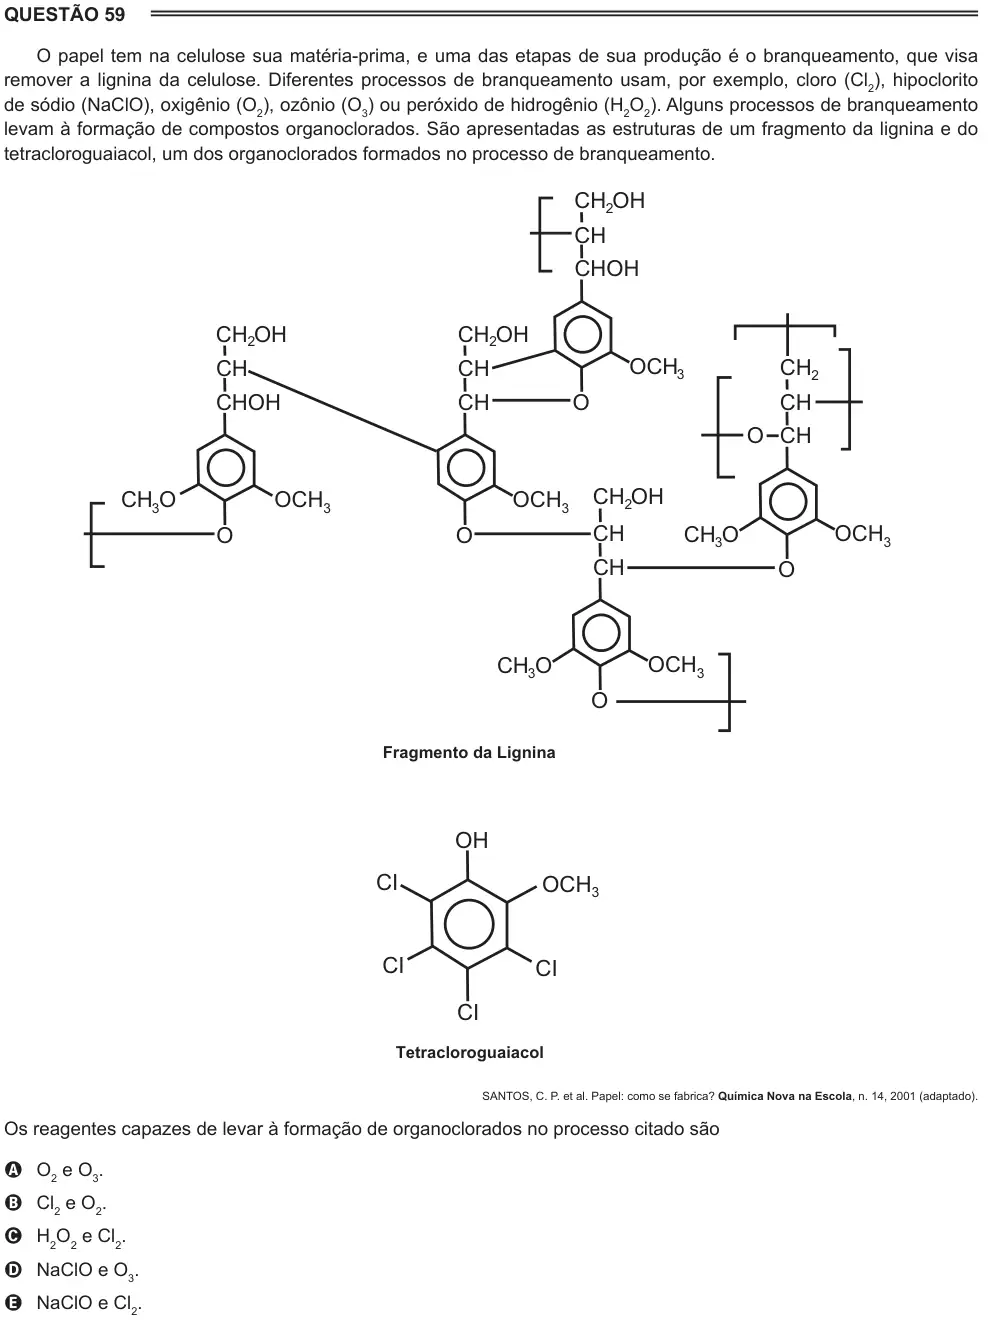 QUESTÃO 59
O papel tem na celulose sua matéria-prima, e uma das etapas de sua produção é o branqueamento, que visa
remover a lignina da celulose. Diferentes processos de branqueamento usam, por exemplo, cloro (Cl₂), hipoclorito
de sódio (NaClO), oxigênio (O₂), ozônio (O₃) ou peróxido de hidrogênio (H₂O₂). Alguns processos de branqueamento
levam à formação de compostos organoclorados. São apresentadas as estruturas de um fragmento da lignina e do
tetracloroguaiacol, um dos organoclorados formados no processo de branqueamento.
CH₂OH
CH
CHOH
CH₂OH CH₂OH
OCH₃ CH₂
CH CH
CHOH CH O CH
O–CH
CH₃O OCH₃ OCH₃ CH₂OH
O O CH CH₃O OCH₃
CH O
CH₃O OCH₃
O
Fragmento da Lignina
OH
Cl OCH₃
Cl Cl
Cl
Tetracloroguaiacol
SANTOS, C. P. et al. Papel: como se fabrica? Química Nova na Escola, n. 14, 2001 (adaptado).
Os reagentes capazes de levar à formação de organoclorados no processo citado são
A O₂ e O₃.
B Cl₂ e O₂.
C H₂O₂ e Cl₂.
D NaClO e O₃.
E NaClO e Cl₂.